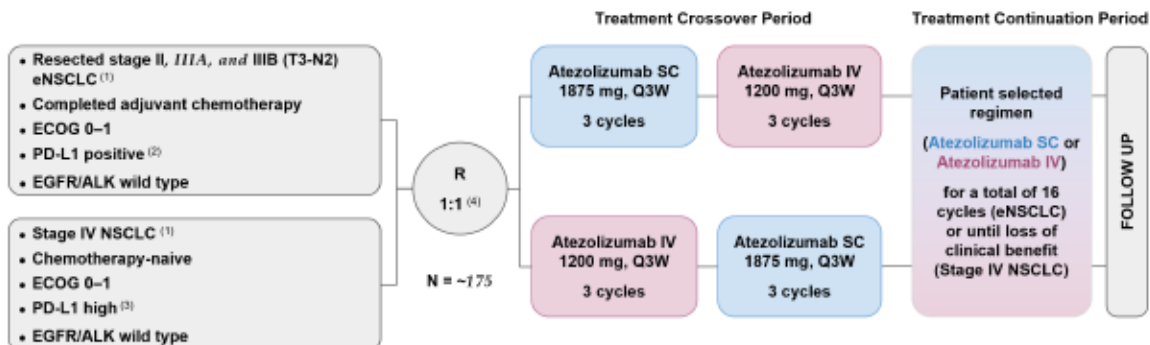 Treatment Crossover Period
Treatment Continuation Period
• Resected stage II, IIIA, and IIIB (T3-N2)
eNSCLC (1)
• Completed adjuvant chemotherapy
• ECOG 0–1
• PD-L1 positive (2)
• EGFR/ALK wild type
• Stage IV NSCLC (1)
• Chemotherapy-naive
• ECOG 0–1
• PD-L1 high (3)
• EGFR/ALK wild type
R
1:1 (4)
N = ~175
Atezolizumab SC
1875 mg, Q3W
3 cycles
Atezolizumab IV
1200 mg, Q3W
3 cycles
Atezolizumab IV
1200 mg, Q3W
3 cycles
Atezolizumab SC
1875 mg, Q3W
3 cycles
Patient selected
regimen
(Atezolizumab SC or
Atezolizumab IV)
for a total of 16
cycles (eNSCLC)
or until loss of
clinical benefit
(Stage IV NSCLC)
FOLLOW UP